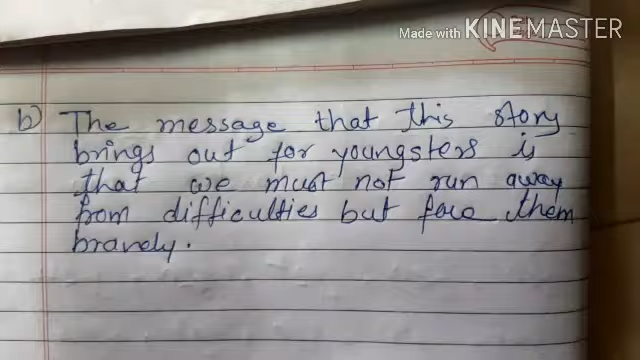 Made with KINEMASTER
b) The message that this story
brings out for youngsters is
that we must not run away
from difficulties but face them
brandy.